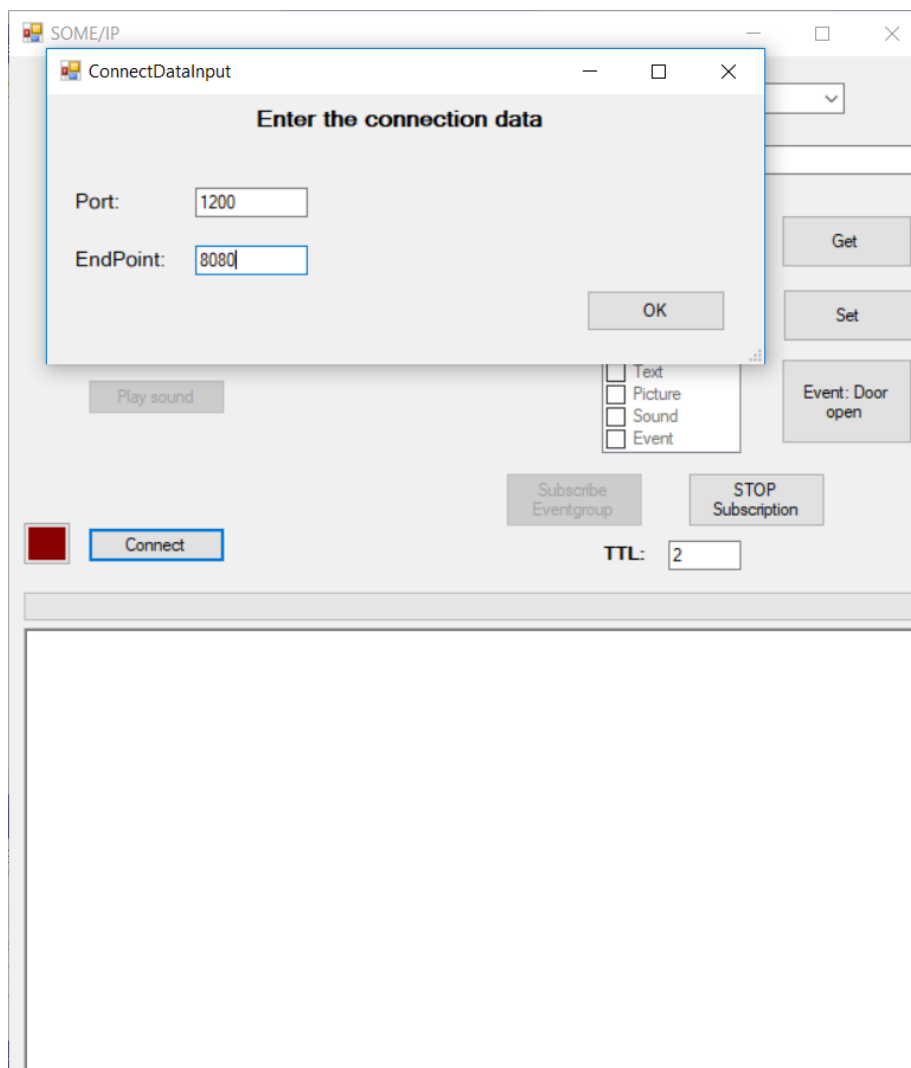 SOME/IP
ConnectDataInput
Enter the connection data
Port: 1200
EndPoint: 8080
OK
Get
Set
Event: Door
open
Play sound
Text
Picture
Sound
Event
Subscribe
Eventgroup
STOP
Subscription
Connect
TTL: 2